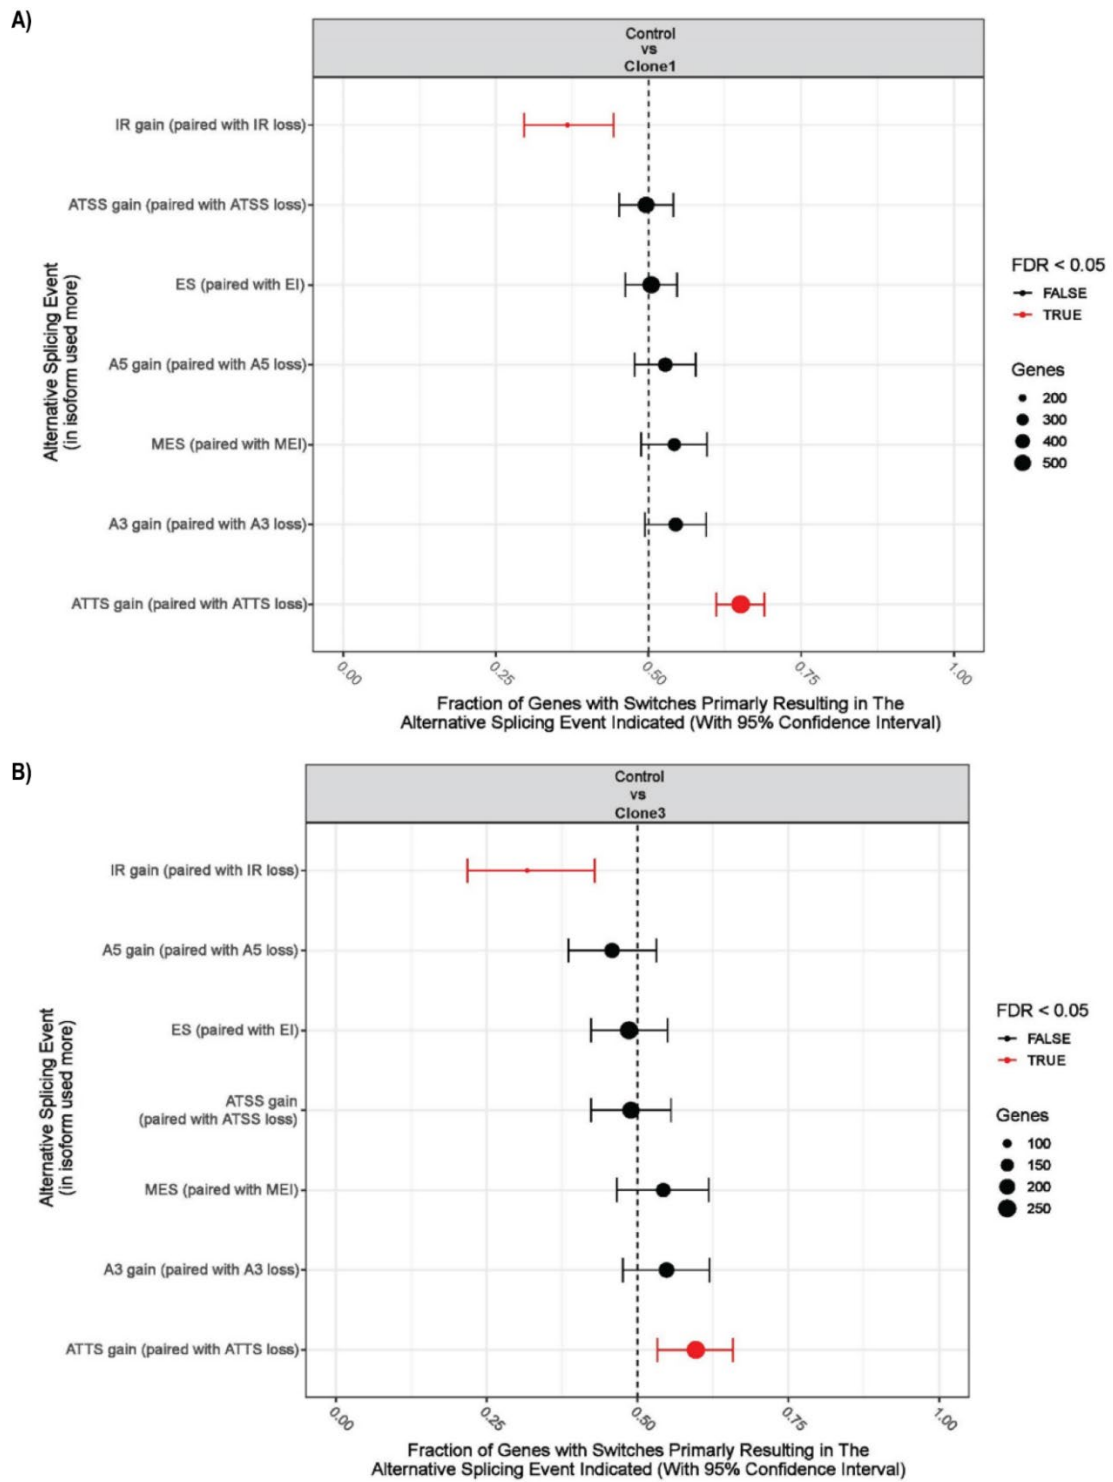 A)
Control
vs
Clone1
Alternative Splicing Event
(in isoform used more)
IR gain (paired with IR loss)
ATSS gain (paired with ATSS loss)
ES (paired with EI)
A5 gain (paired with A5 loss)
MES (paired with MEI)
A3 gain (paired with A3 loss)
ATTS gain (paired with ATTS loss)
0.00
0.25
0.50
0.75
1.00
Fraction of Genes with Switches Primarly Resulting in The
Alternative Splicing Event Indicated (With 95% Confidence Interval)
FDR < 0.05
FALSE
TRUE
Genes
200
300
400
500
B)
Control
vs
Clone3
Alternative Splicing Event
(in isoform used more)
IR gain (paired with IR loss)
A5 gain (paired with A5 loss)
ES (paired with EI)
ATSS gain
(paired with ATSS loss)
MES (paired with MEI)
A3 gain (paired with A3 loss)
ATTS gain (paired with ATTS loss)
0.00
0.25
0.50
0.75
1.00
Fraction of Genes with Switches Primarly Resulting in The
Alternative Splicing Event Indicated (With 95% Confidence Interval)
FDR < 0.05
FALSE
TRUE
Genes
100
150
200
250